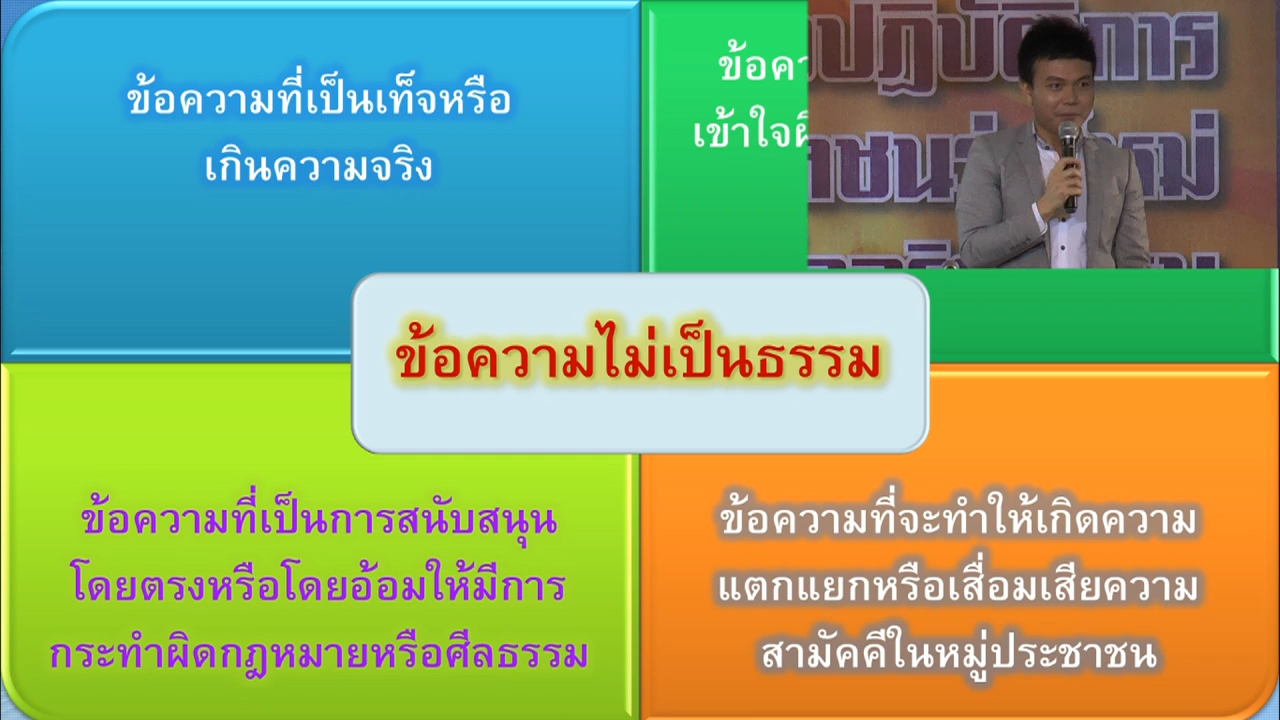 ข้อความที่เป็นเท็จหรือ
เกินความจริง
ปฏิบัติการ
ข้อความไม่เป็นธรรม
ข้อความที่เป็นการสนับสนุน
โดยตรงหรือโดยอ้อมให้มีการ
กระทำผิดกฎหมายหรือศีลธรรม
ข้อความที่จะทำให้เกิดความ
แตกแยกหรือเสื่อมเสียความ
สามัคคีในหมู่ประชาชน